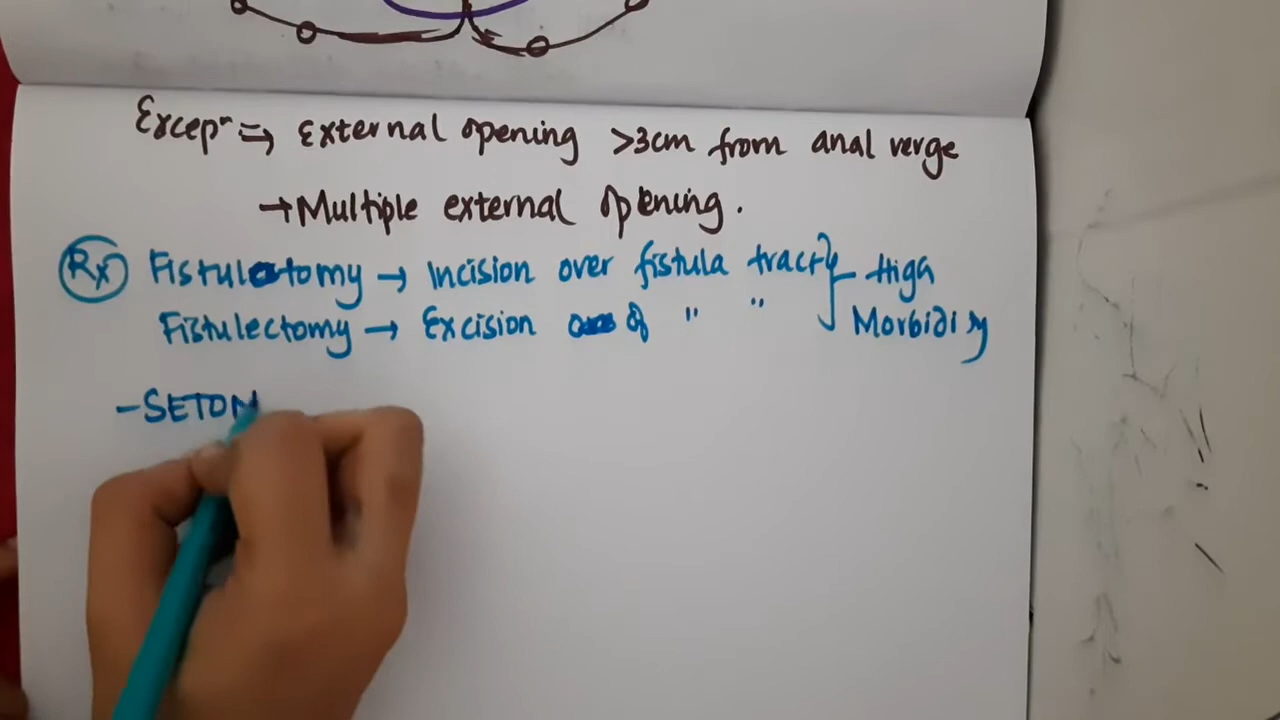 Excepⁿ ⇒ External opening >3cm from anal verge
→ Multiple external opening.
Rx Fistulotomy → Incision over fistula tract } High
Fistulectomy → Excision of " " Morbidity
- SETON